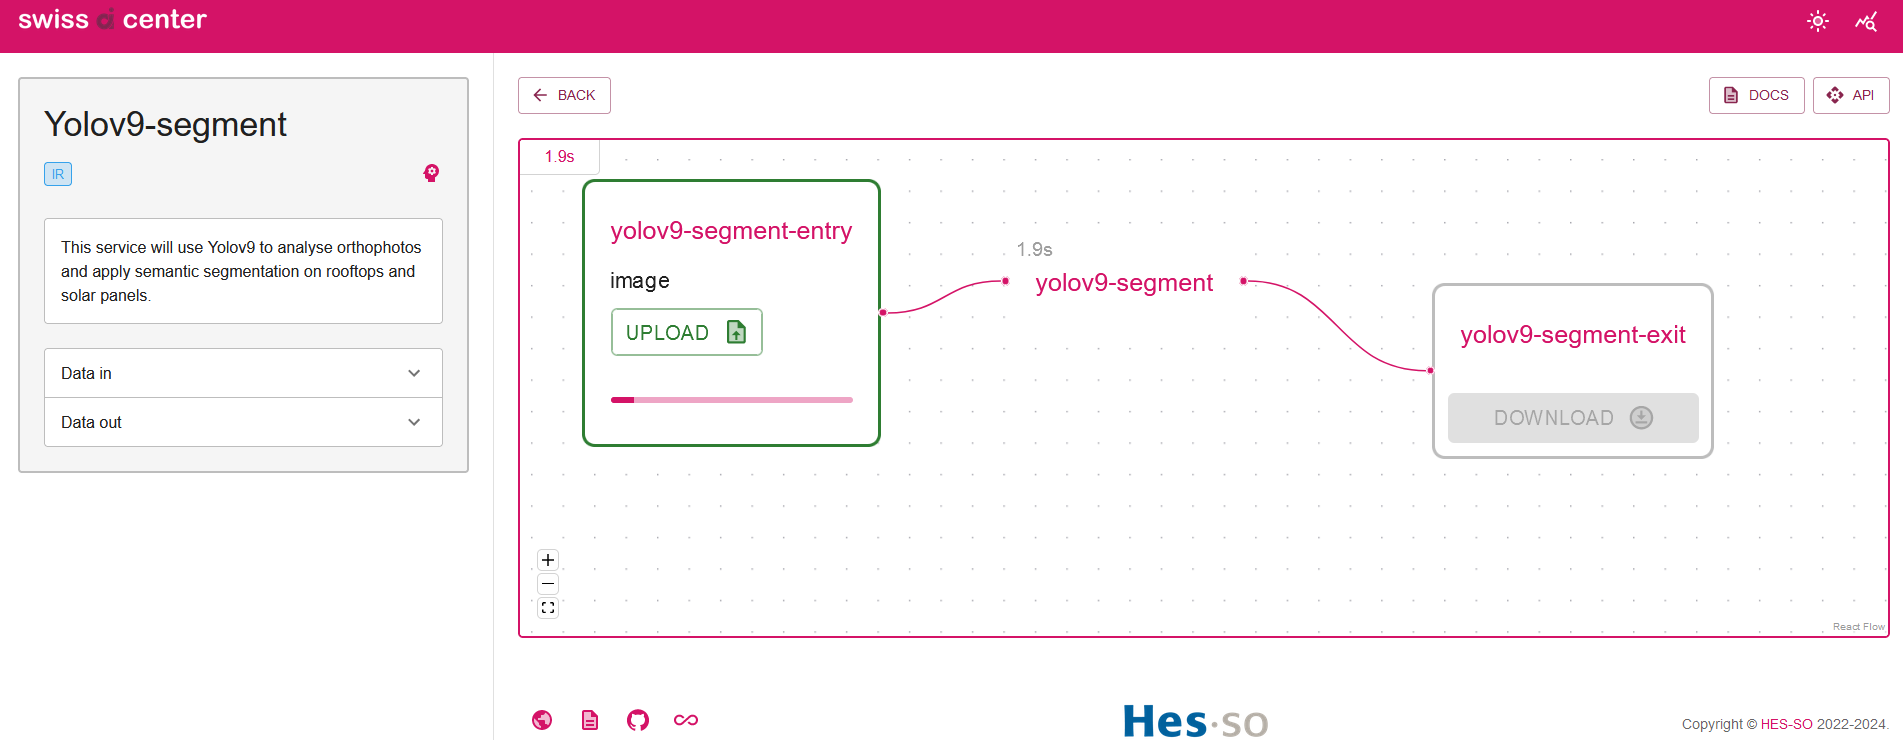 swiss ai center
Yolov9-segment
IR
This service will use Yolov9 to analyse orthophotos
and apply semantic segmentation on rooftops and
solar panels.
Data in
Data out
BACK
DOCS
API
1.9s
yolov9-segment-entry
image
UPLOAD
1.9s
yolov9-segment
yolov9-segment-exit
DOWNLOAD
React Flow
Hes·so
Copyright © HES-SO 2022-2024.